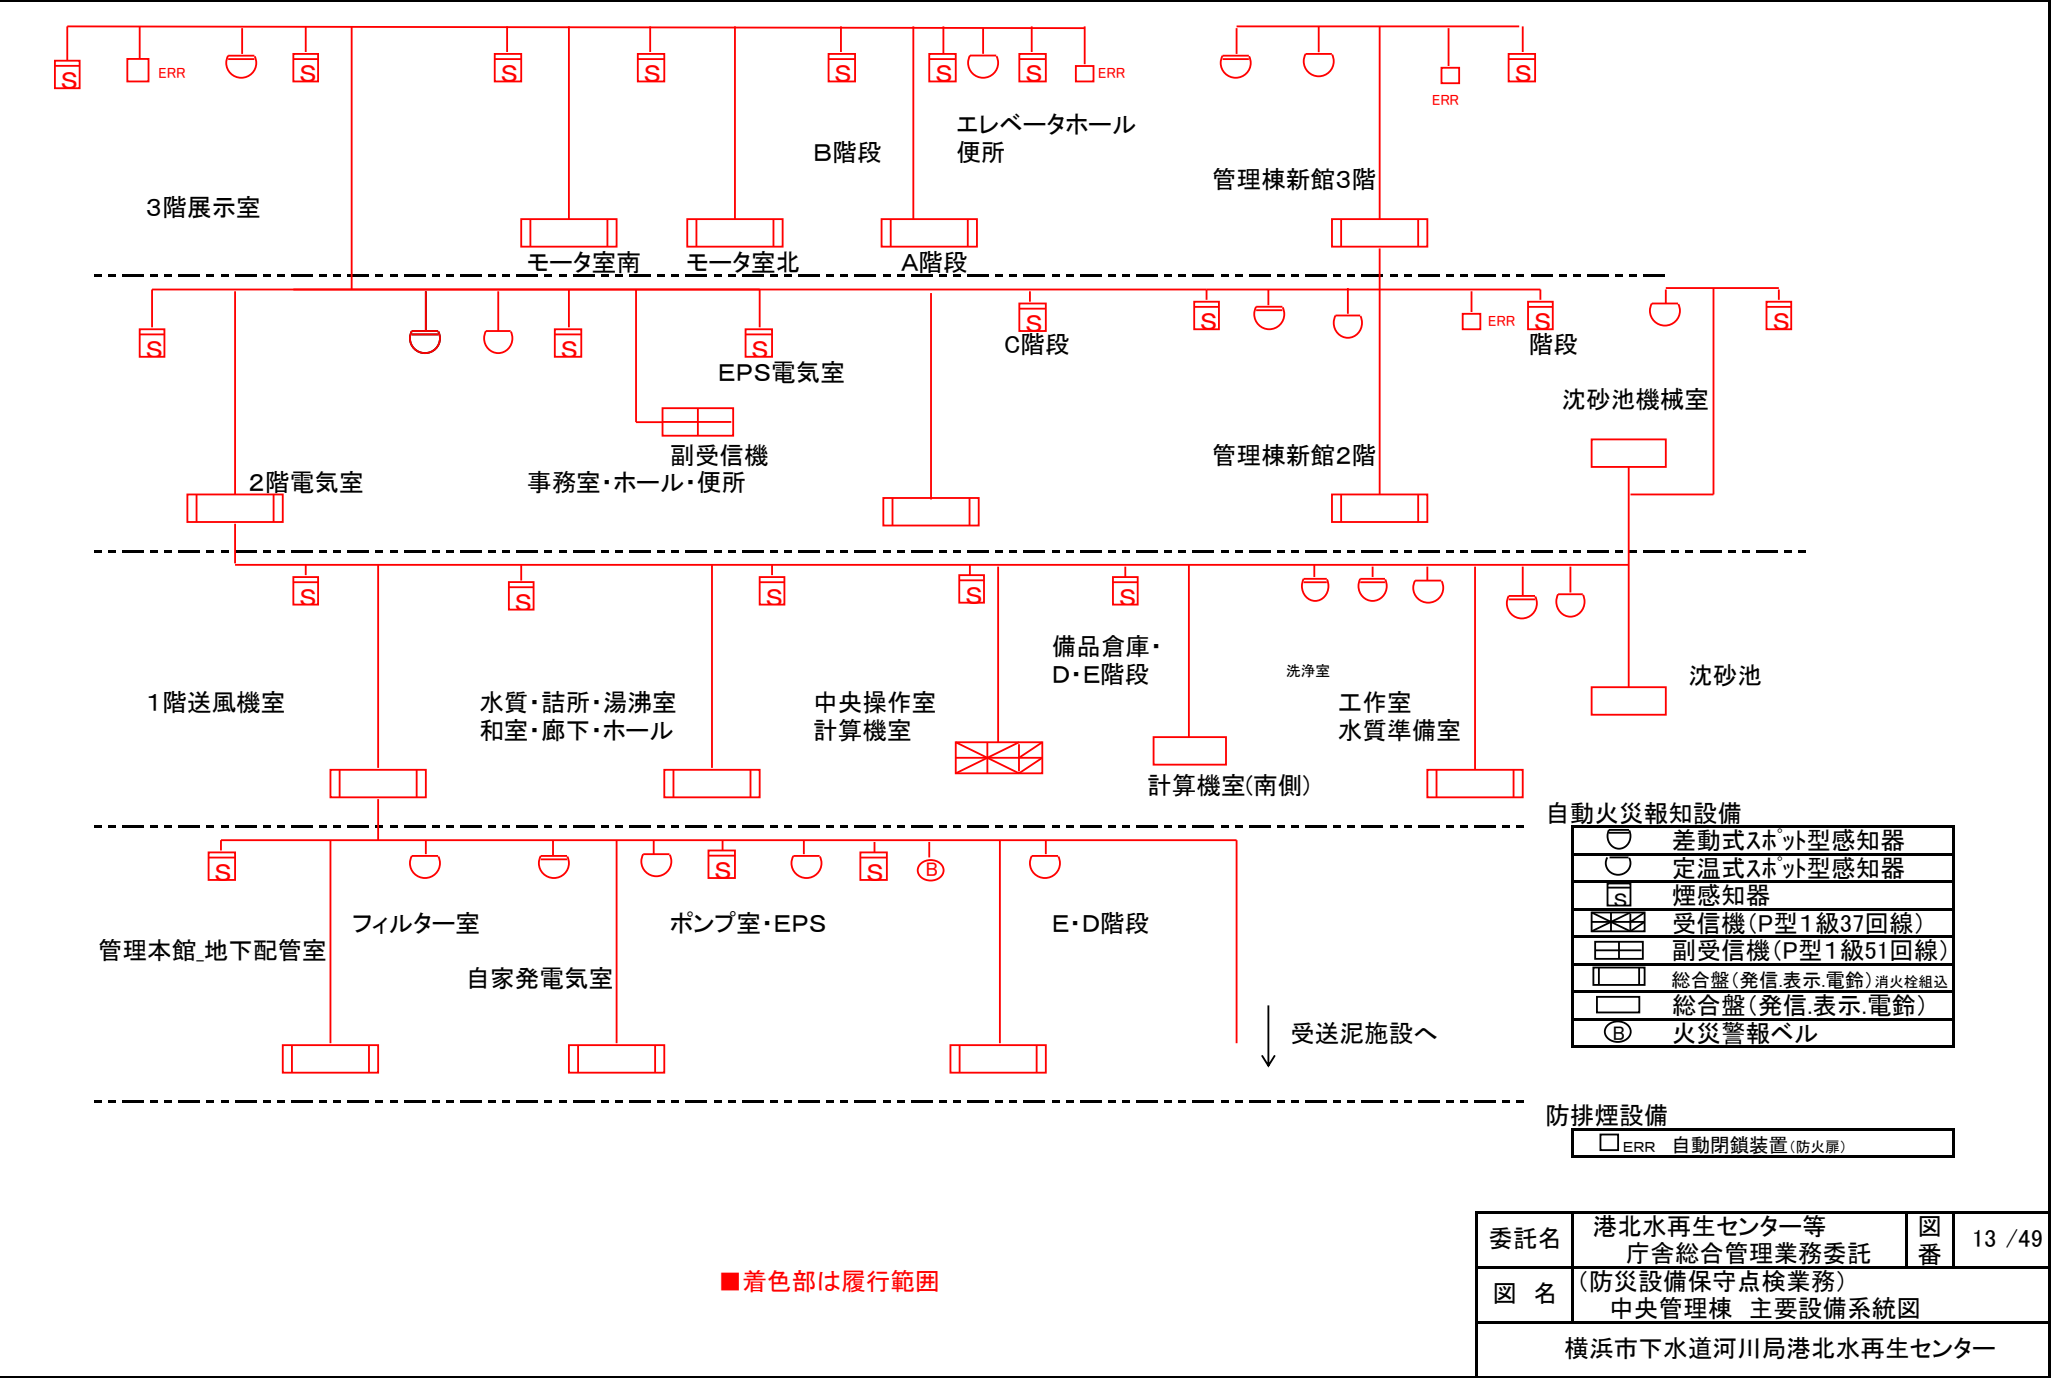 S
ERR
S
S
S
S
S
S
ERR
ERR
S
エレベータホール
便所
B階段
管理棟新館3階
3階展示室
モータ室南
モータ室北
A階段
S
S
S
S
S
ERR
S
S
C階段
階段
EPS電気室
沈砂池機械室
副受信機
管理棟新館2階
2階電気室
事務室・ホール・便所
S
S
S
S
S
備品倉庫・
D・E階段
洗浄室
沈砂池
1階送風機室
水質・詰所・湯沸室
和室・廊下・ホール
中央操作室
計算機室
工作室
水質準備室
計算機室(南側)
S
S
S
B
フィルター室
ポンプ室・EPS
E・D階段
管理本館_地下配管室
自家発電気室
受送泥施設へ
自動火災報知設備
差動式スポット型感知器
定温式スポット型感知器
S 煙感知器
受信機(P型1級37回線)
副受信機(P型1級51回線)
総合盤(発信.表示.電鈴)消火栓組込
総合盤(発信.表示.電鈴)
B 火災警報ベル
防排煙設備
ERR 自動閉鎖装置(防火扉)
■着色部は履行範囲
委託名
港北水再生センター等
庁舎総合管理業務委託
図番
13 /49
図 名
(防災設備保守点検業務)
中央管理棟 主要設備系統図
横浜市下水道河川局港北水再生センター